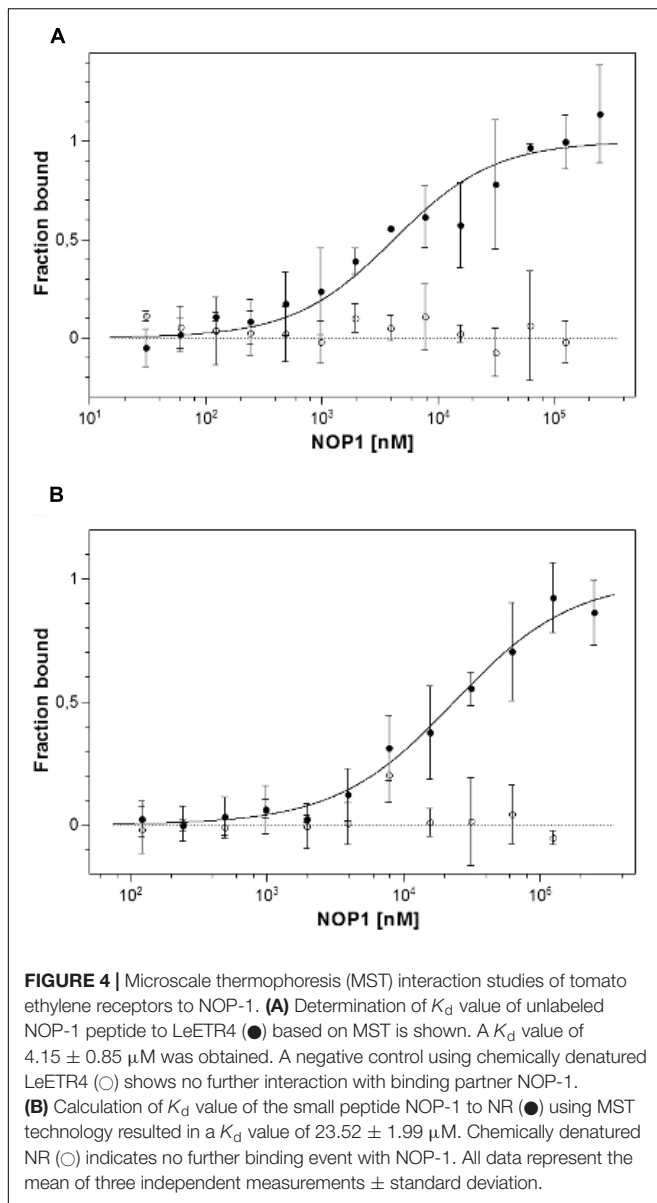 A
Fraction bound
1
0,5
0
10¹ 10² 10³ 10⁴ 10⁵
NOP1 [nM]
B
Fraction bound
1
0,5
0
10² 10³ 10⁴ 10⁵
NOP1 [nM]
FIGURE 4 | Microscale thermophoresis (MST) interaction studies of tomato
ethylene receptors to NOP-1. (A) Determination of Kd value of unlabeled
NOP-1 peptide to LeETR4 (●) based on MST is shown. A Kd value of
4.15 ± 0.85 μM was obtained. A negative control using chemically denatured
LeETR4 (○) shows no further interaction with binding partner NOP-1.
(B) Calculation of Kd value of the small peptide NOP-1 to NR (●) using MST
technology resulted in a Kd value of 23.52 ± 1.99 μM. Chemically denatured
NR (○) indicates no further binding event with NOP-1. All data represent the
mean of three independent measurements ± standard deviation.